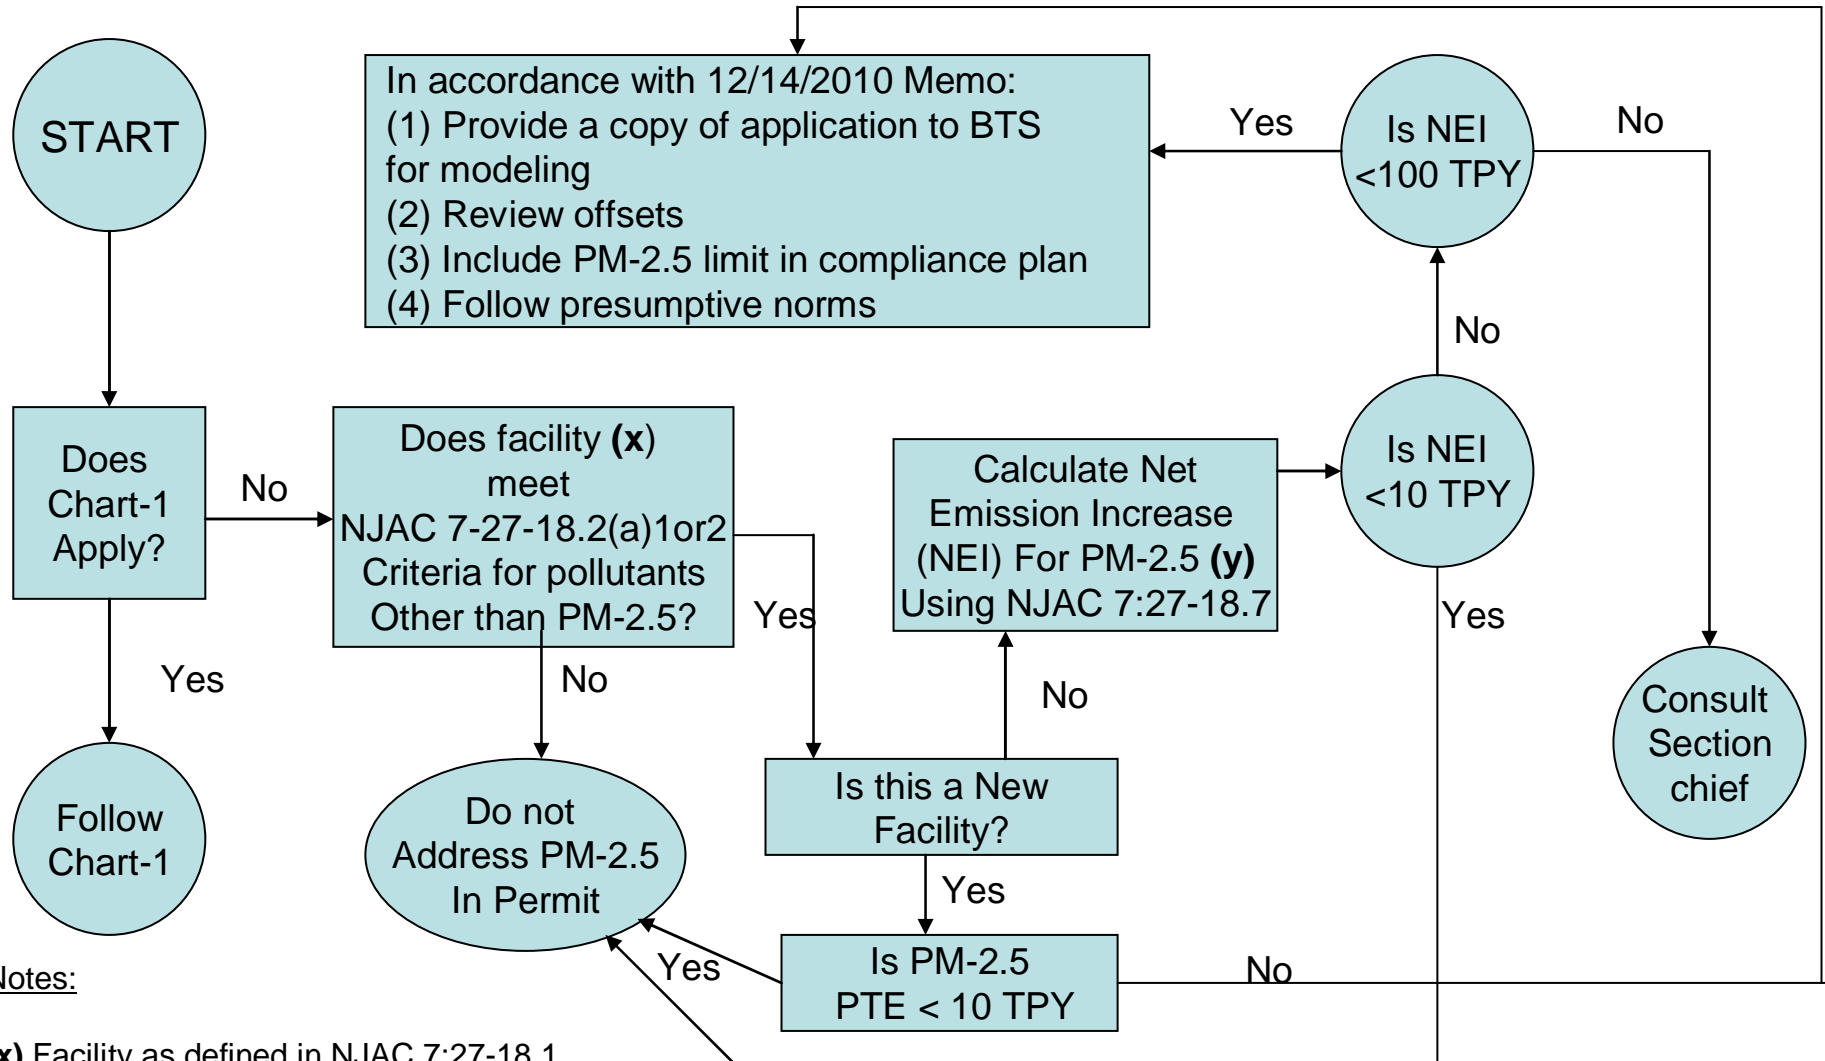 START
In accordance with 12/14/2010 Memo:
(1) Provide a copy of application to BTS
for modeling
(2) Review offsets
(3) Include PM-2.5 limit in compliance plan
(4) Follow presumptive norms
Yes
Is NEI
<100 TPY
No
No
Does
Chart-1
Apply?
No
Does facility (x)
meet
NJAC 7-27-18.2(a)1or2
Criteria for pollutants
Other than PM-2.5?
Yes
Calculate Net
Emission Increase
(NEI) For PM-2.5 (y)
Using NJAC 7:27-18.7
Is NEI
<10 TPY
Yes
Yes
No
No
Consult
Section
chief
Follow
Chart-1
Do not
Address PM-2.5
In Permit
Is this a New
Facility?
Yes
Yes
Is PM-2.5
PTE < 10 TPY
No
Notes:
x) Facility as defined in NJAC 7:27-18.1